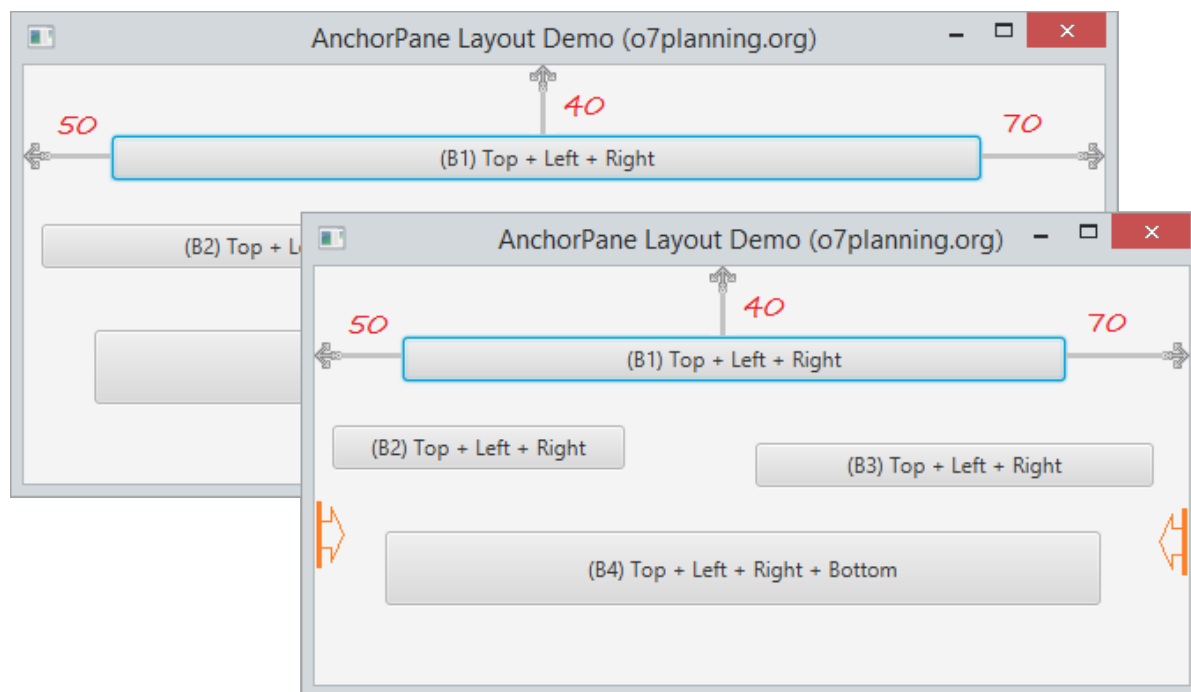 AnchorPane Layout Demo (o7planning.org)
40
50
70
(B1) Top + Left + Right
(B2) Top +
AnchorPane Layout Demo (o7planning.org)
40
50
70
(B1) Top + Left + Right
(B2) Top + Left + Right
(B3) Top + Left + Right
(B4) Top + Left + Right + Bottom